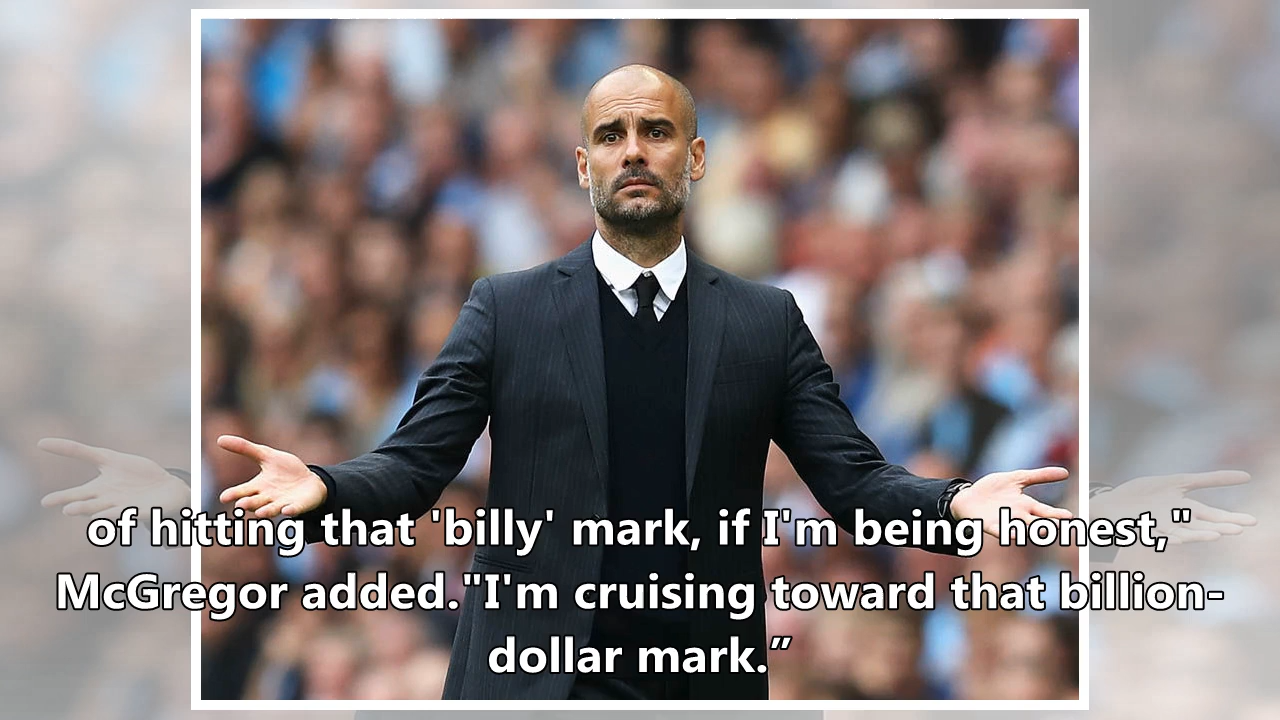 of hitting that 'billy' mark, if I'm being honest,"
McGregor added."I'm cruising toward that billion-
dollar mark.”